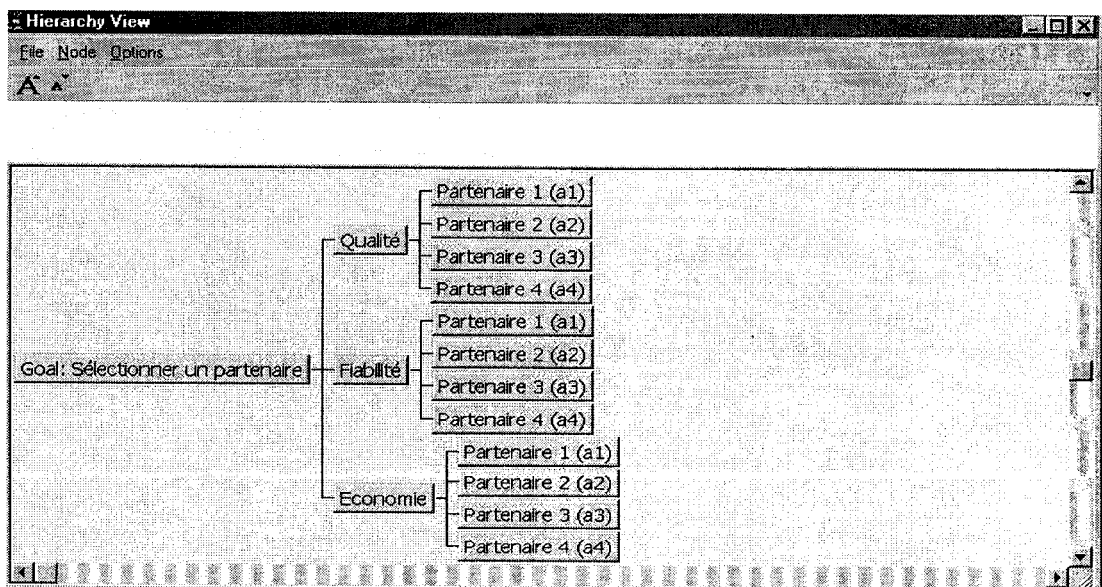 Hierarchy View
File Node Options
A A
Partenaire 1 (a1)
Partenaire 2 (a2)
Qualité
Partenaire 3 (a3)
Partenaire 4 (a4)
Partenaire 1 (a1)
Partenaire 2 (a2)
Goal: Sélectionner un partenaire
Fiabilité
Partenaire 3 (a3)
Partenaire 4 (a4)
Partenaire 1 (a1)
Partenaire 2 (a2)
Economie
Partenaire 3 (a3)
Partenaire 4 (a4)